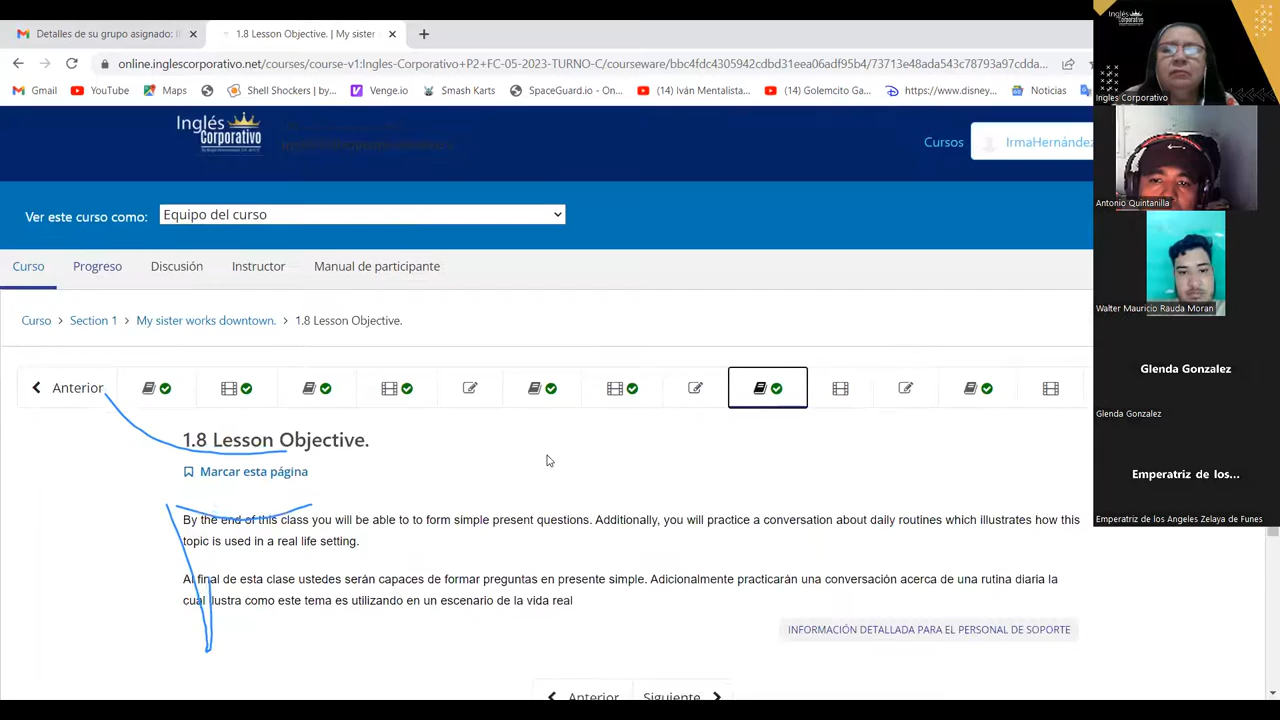 Detalles de su grupo asignado: I
1.8 Lesson Objective. | My sister
online.inglescorporativo.net/courses/course-v1:Ingles-Corporativo+P2+FC-05-2023-TURNO-C/courseware/bbc4fdc4305942cdbd31eea06adf95b4/73713e48ada543c78793a97cdda...
Gmail YouTube Maps Shell Shockers | by... Venge.io Smash Karts SpaceGuard.io - On... (14) Iván Mentalista... (14) Golemcito Ga... https://www.disney... Noticias
Inglés Corporativo
Cursos IrmaHernández
Ver este curso como: Equipo del curso
Curso Progreso Discusión Instructor Manual de participante
Curso > Section 1 > My sister works downtown. > 1.8 Lesson Objective.
Anterior
1.8 Lesson Objective.
Marcar esta página
By the end of this class you will be able to to form simple present questions. Additionally, you will practice a conversation about daily routines which illustrates how this
topic is used in a real life setting.
Al final de esta clase ustedes serán capaces de formar preguntas en presente simple. Adicionalmente practicarán una conversación acerca de una rutina diaria la
cual ilustra como este tema es utilizando en un escenario de la vida real
INFORMACIÓN DETALLADA PARA EL PERSONAL DE SOPORTE
Anterior Siguiente
Inglés Corporativo
Ingles Corporativo
Antonio Quintanilla
Walter Mauricio Rauda Moran
Glenda Gonzalez
Glenda Gonzalez
Emperatriz de los...
Emperatriz de los Angeles Zelaya de Funes